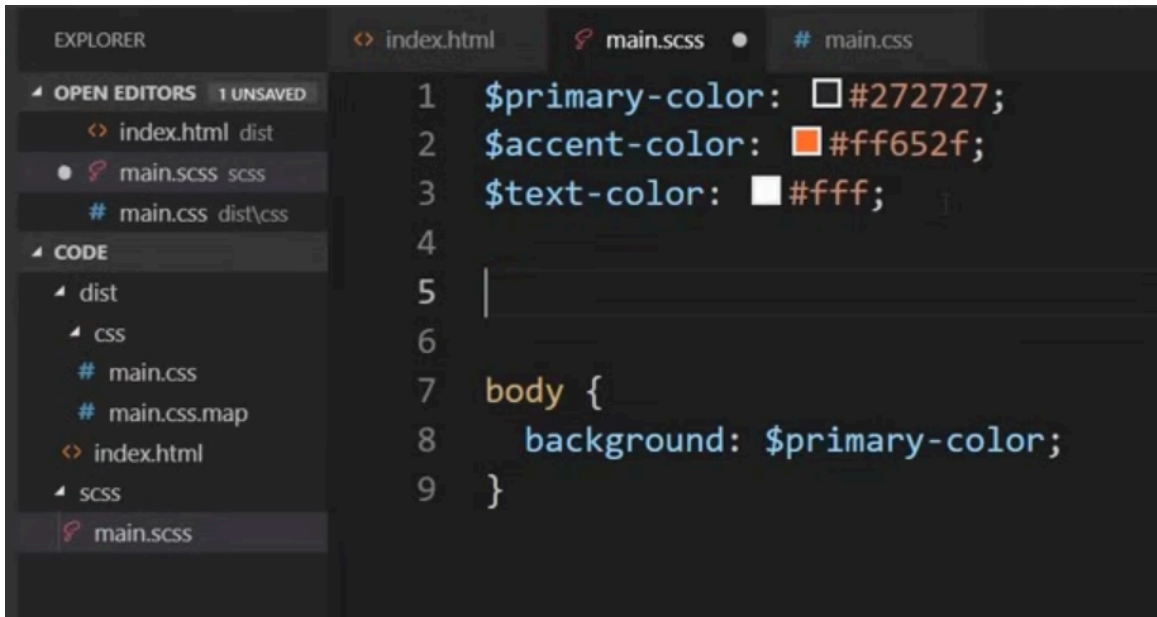 EXPLORER
OPEN EDITORS 1 UNSAVED
index.html dist
main.scss scss
# main.css dist\css
CODE
dist
css
# main.css
# main.css.map
<> index.html
scss
main.scss
<> index.html main.scss ● # main.css
1 $primary-color: #272727;
2 $accent-color: #ff652f;
3 $text-color: #fff;
4
5
6
7 body {
8 background: $primary-color;
9 }